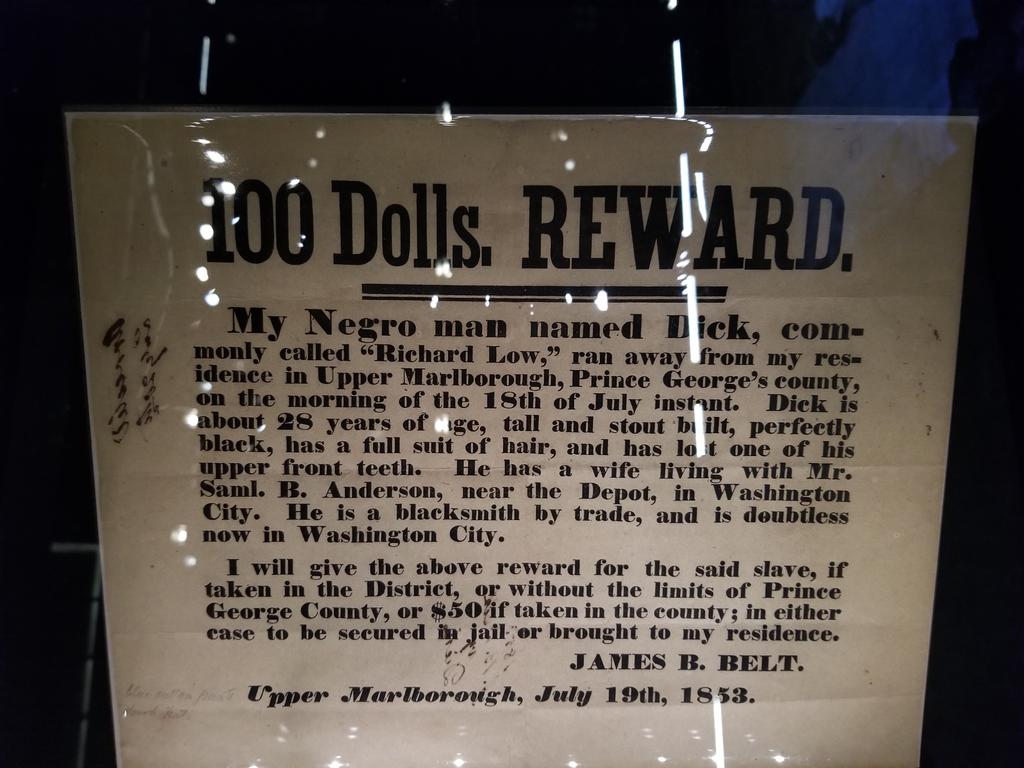 100 Dolls. REWARD.
My Negro man named Dick, com-
monly called “Richard Low,” ran away from my res-
idence in Upper Marlborough, Prince George's county,
on the morning of the 18th of July instant. Dick is
about 28 years of age, tall and stout built, perfectly
black, has a full suit of hair, and has lost one of his
upper front teeth. He has a wife living with Mr.
Saml. B. Anderson, near the Depot, in Washington
City. He is a blacksmith by trade, and is doubtless
now in Washington City.
I will give the above reward for the said slave, if
taken in the District, or without the limits of Prince
George County, or $50 if taken in the county; in either
case to be secured in jail or brought to my residence.
JAMES B. BELT.
Upper Marlborough, July 19th, 1853.